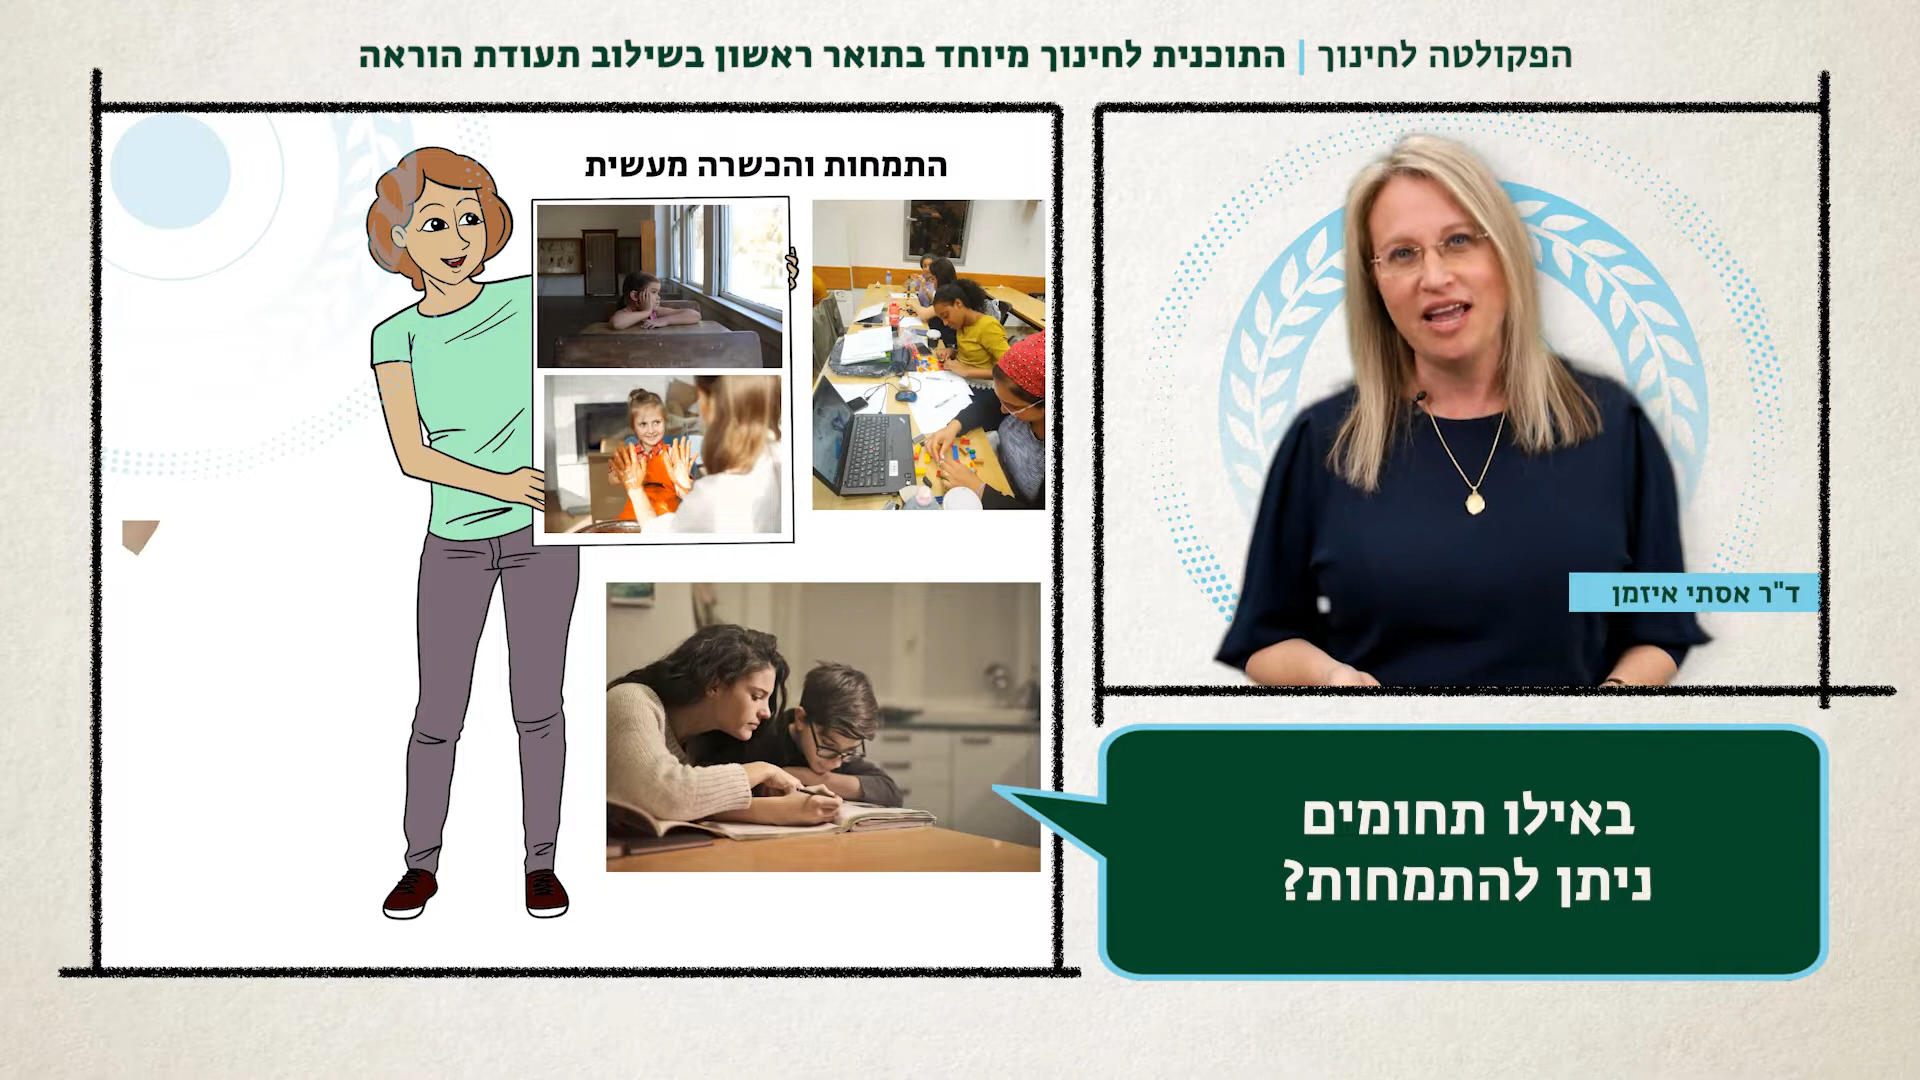 הפקולטה לחינוך | התוכנית לחינוך מיוחד בתואר ראשון בשילוב תעודת הוראה
התמחות והכשרה מעשית
ד"ר אסתי איזמן
באילו תחומים
ניתן להתמחות?